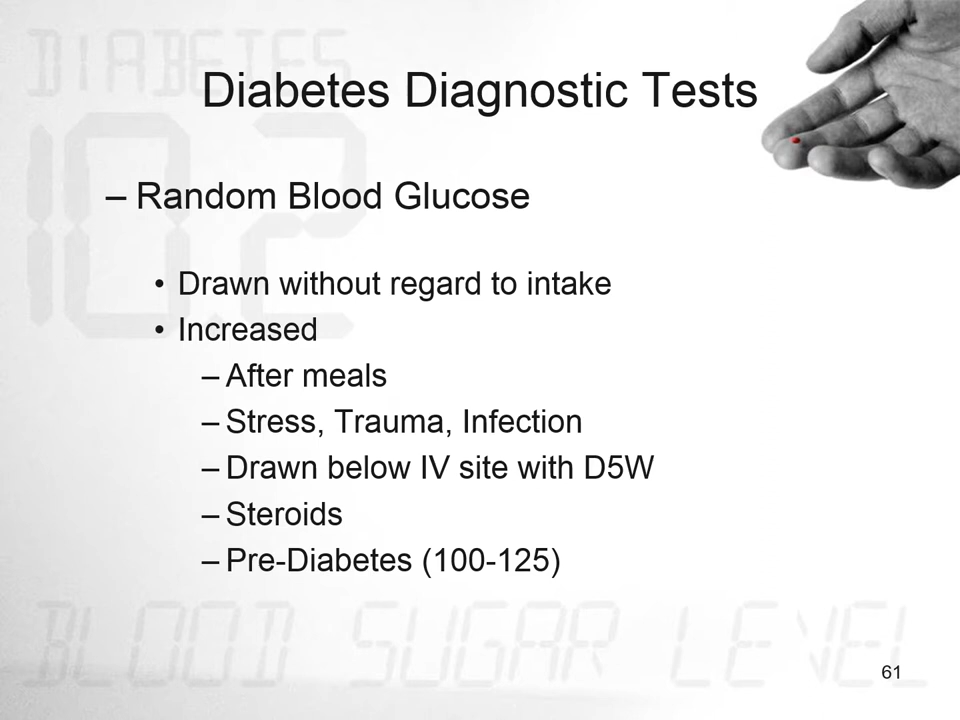 DIABETES
10.2
Diabetes Diagnostic Tests
– Random Blood Glucose
• Drawn without regard to intake
• Increased
– After meals
– Stress, Trauma, Infection
– Drawn below IV site with D5W
– Steroids
– Pre-Diabetes (100-125)
BLOOD SUGAR LEVEL
61